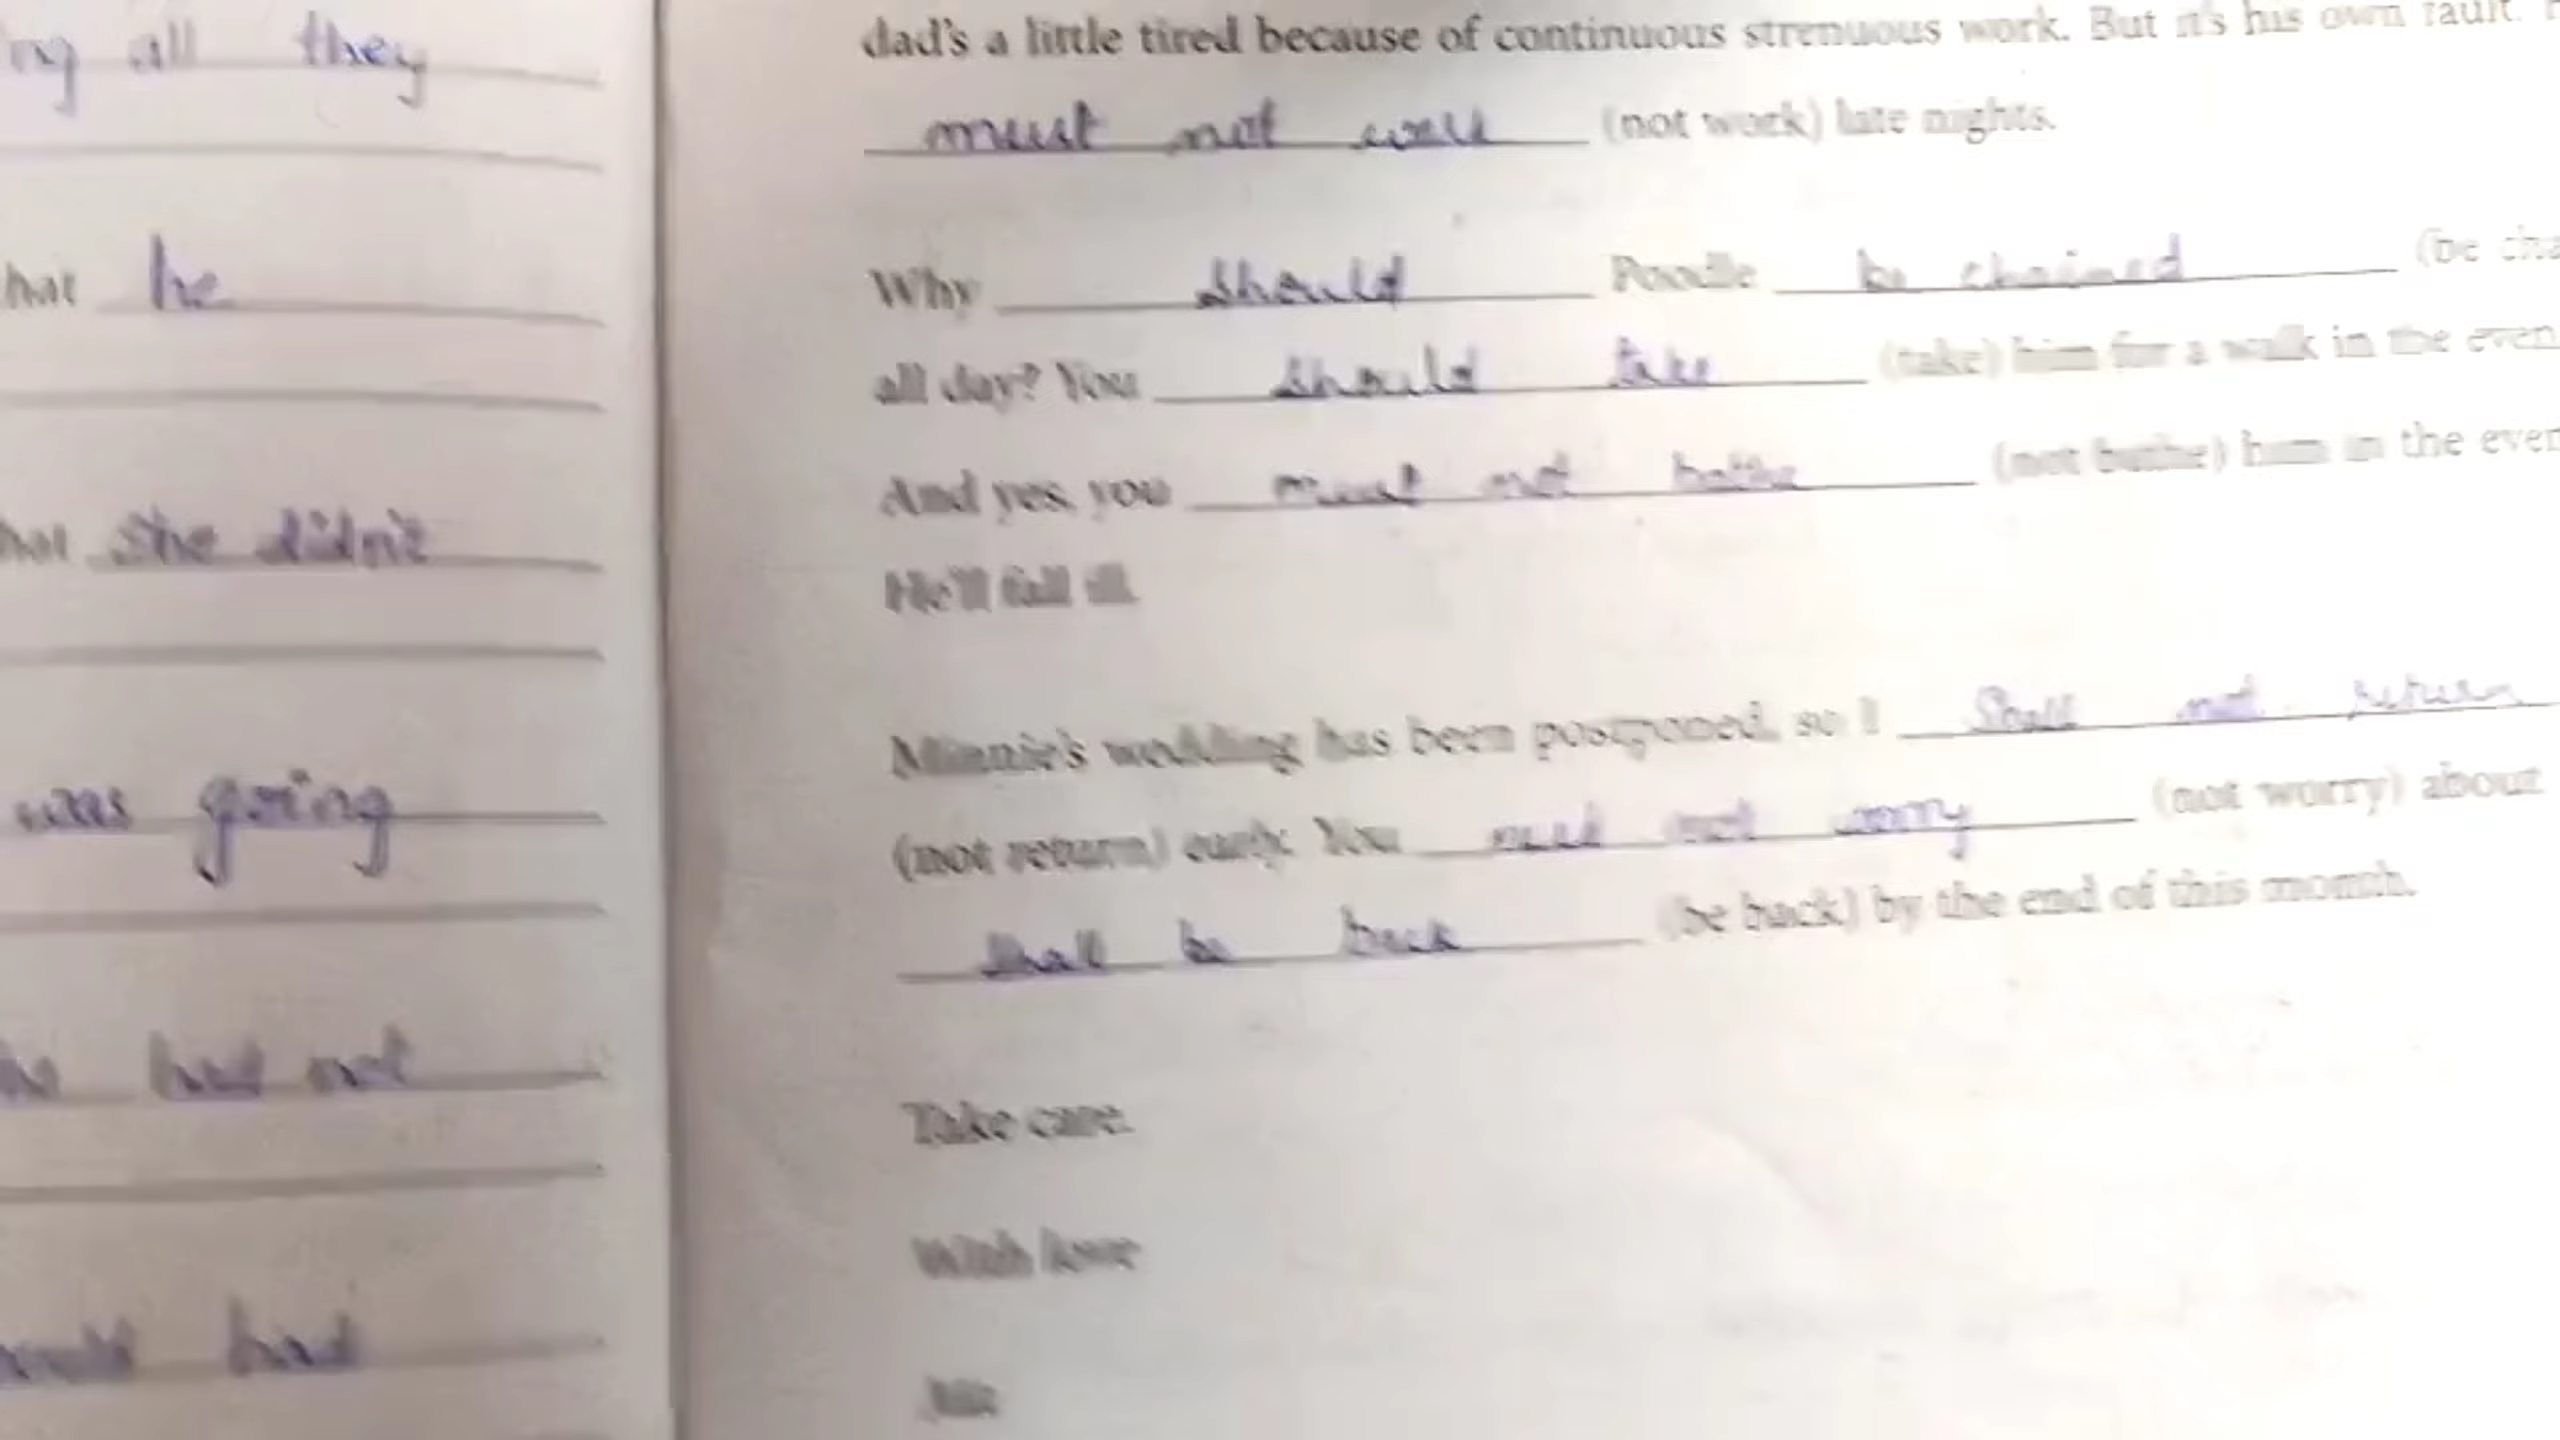 ng all they
hat he
hat she didn't
was going
he had not
had
dad's a little tired because of continuous strenuous work. But it's his own fault.
must not work (not work) late nights.
Why should Poodle be chained (be cha
all day? You should take (take) him for a walk in the even
And yes, you must not bathe (not bathe) him in the even
He'll fall ill.
Minnie's wedding has been postponed, so I shall not return
(not return) early. You need not worry (not worry) about
shall be back (be back) by the end of this month.
Take care.
With love